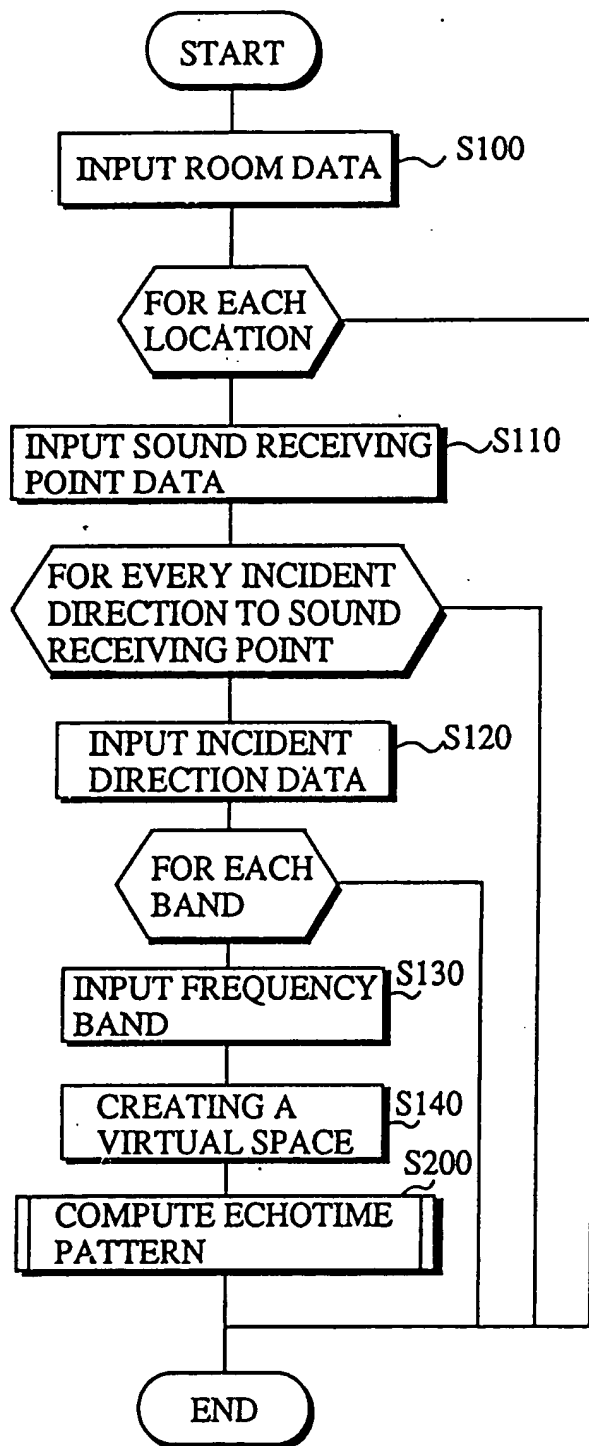 START
INPUT ROOM DATA
S100
FOR EACH
LOCATION
INPUT SOUND RECEIVING
POINT DATA
S110
FOR EVERY INCIDENT
DIRECTION TO SOUND
RECEIVING POINT
INPUT INCIDENT
DIRECTION DATA
S120
FOR EACH
BAND
INPUT FREQUENCY
BAND
S130
CREATING A
VIRTUAL SPACE
S140
COMPUTE ECHOTIME
PATTERN
S200
END